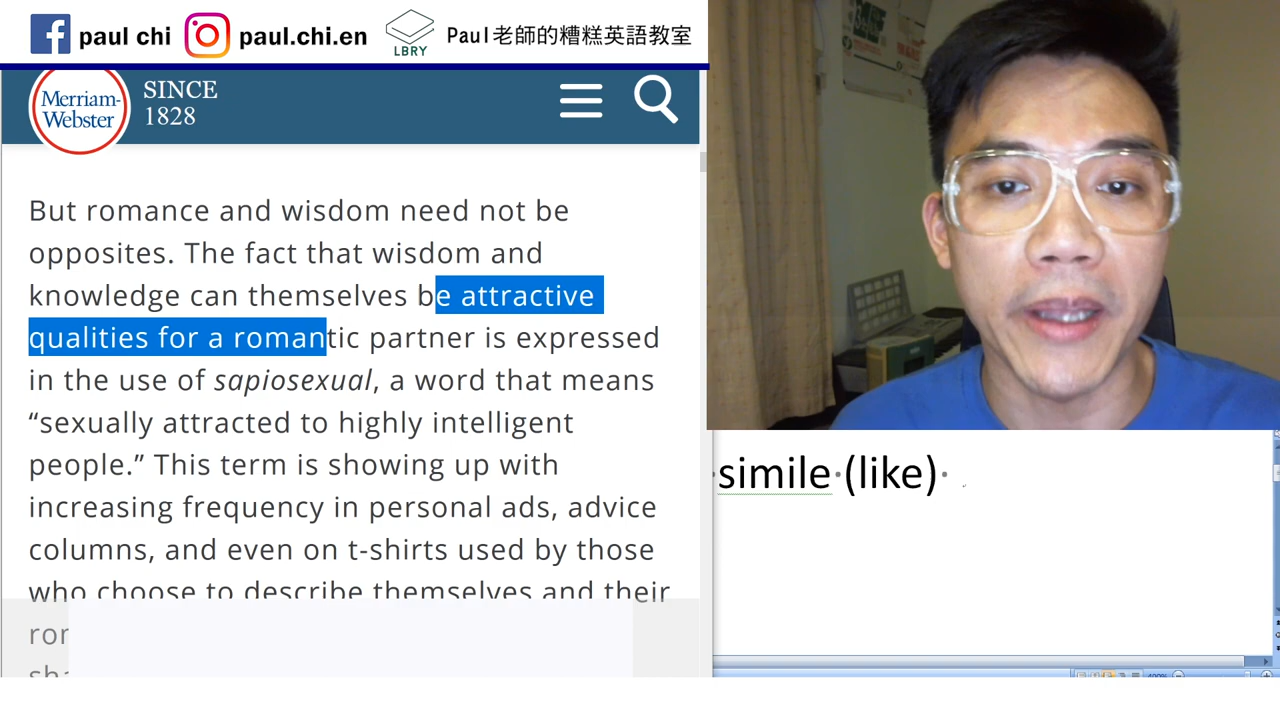 paul chi
paul.chi.en
LBRY
Paul老師的糟糕英語教室
Merriam-
Webster
SINCE
1828
But romance and wisdom need not be
opposites. The fact that wisdom and
knowledge can themselves be attractive
qualities for a romantic partner is expressed
in the use of sapiosexual, a word that means
“sexually attracted to highly intelligent
people.” This term is showing up with
increasing frequency in personal ads, advice
columns, and even on t-shirts used by those
who choose to describe themselves and their
simile (like)